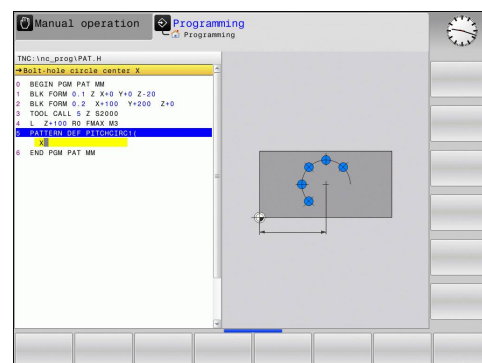 Manual operation
Programming
Programming
TNC:\nc_prog\PAT.H
→Bolt-hole circle center X
0 BEGIN PGM PAT MM
1 BLK FORM 0.1 Z X+0 Y+0 Z-20
2 BLK FORM 0.2 X+100 Y+200 Z+0
3 TOOL CALL 5 Z S2000
4 L Z+100 R0 FMAX M3
5 PATTERN DEF PITCHCIRC1(
X
6 END PGM PAT MM